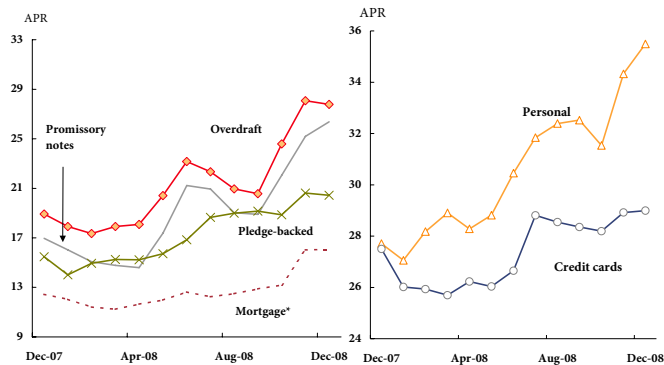 APR
33
29
25
21
17
13
9
Promissory
notes
Overdraft
Pledge-backed
Mortgage*
Dec-07
Apr-08
Aug-08
Dec-08
APR
36
34
32
30
28
26
24
Personal
Credit cards
Dec-07
Apr-08
Aug-08
Dec-08